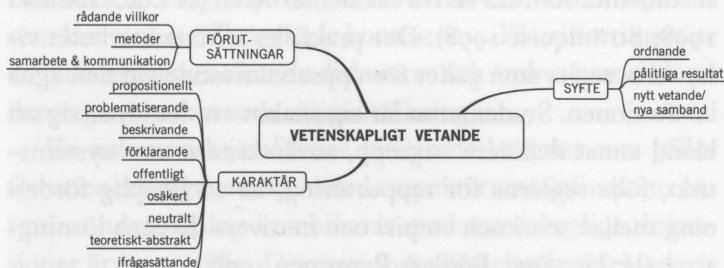 rådande villkor
metoder
samarbete & kommunikation
FÖRUT-
SÄTTNINGAR
propositionellt
problematiserande
beskrivande
förklarande
offentligt
osäkert
neutralt
teoretiskt-abstrakt
ifrågasättande/
KARAKTÄR
VETENSKAPLIGT VETANDE
SYFTE
ordnande
pålitliga resultat
nytt vetande/
nya samband